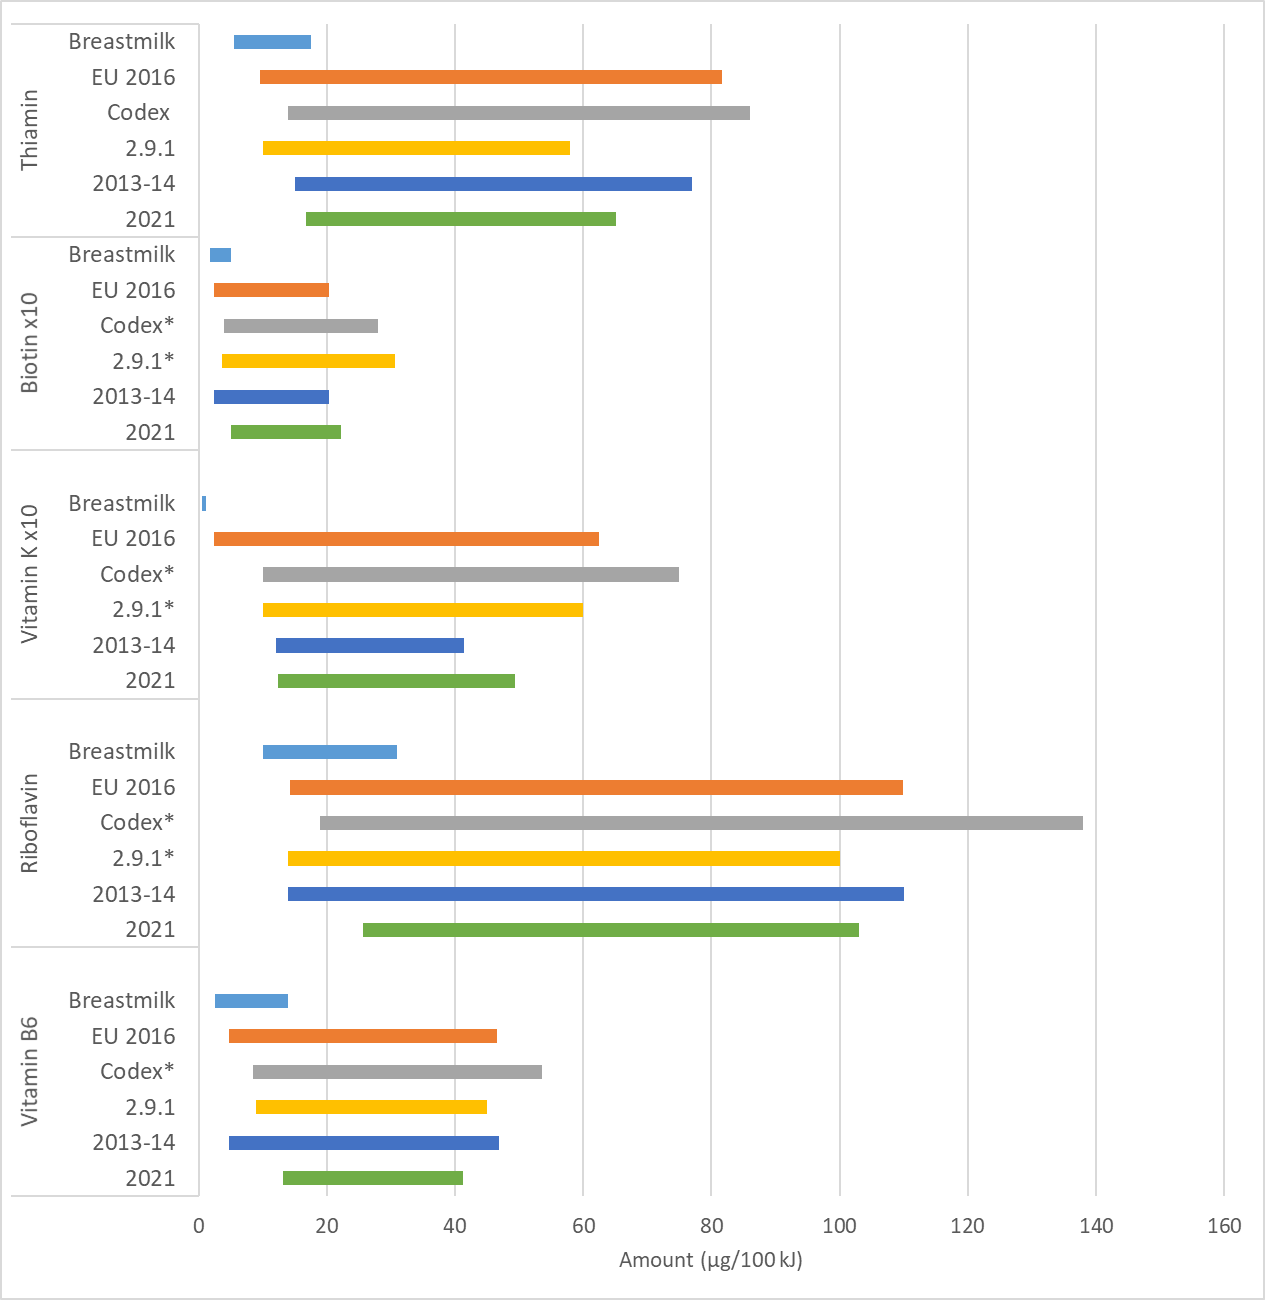 Thiamin
Breastmilk
EU 2016
Codex
2.9.1
2013-14
2021
Biotin x10
Breastmilk
EU 2016
Codex*
2.9.1*
2013-14
2021
Vitamin K x10
Breastmilk
EU 2016
Codex*
2.9.1*
2013-14
2021
Riboflavin
Breastmilk
EU 2016
Codex*
2.9.1*
2013-14
2021
Vitamin B6
Breastmilk
EU 2016
Codex*
2.9.1
2013-14
2021
0 20 40 60 80 100 120 140 160
Amount (µg/100 kJ)